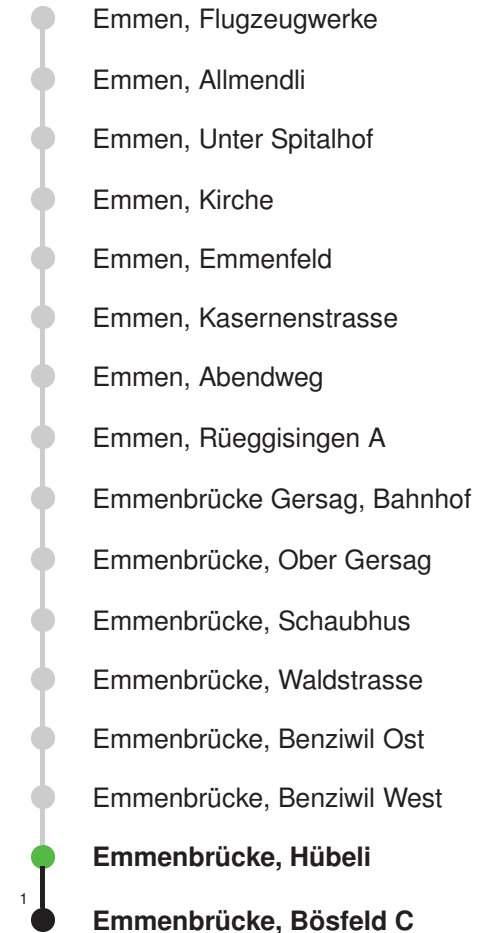 Emmen, Flugzeugwerke
Emmen, Allmendli
Emmen, Unter Spitalhof
Emmen, Kirche
Emmen, Emmenfeld
Emmen, Kasernenstrasse
Emmen, Abendweg
Emmen, Rüeggisingen A
Emmenbrücke Gersag, Bahnhof
Emmenbrücke, Ober Gersag
Emmenbrücke, Schaubhus
Emmenbrücke, Waldstrasse
Emmenbrücke, Benziwil Ost
Emmenbrücke, Benziwil West
Emmenbrücke, Hübeli
1
Emmenbrücke, Bösfeld C